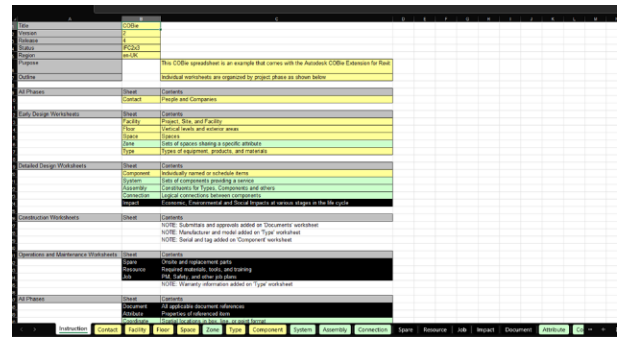 A B C D E F G H I J K L M
Title COBie
Version 2
Release 4
Status IFC2x3
Region en-UK
Purpose This COBie spreadsheet is an example that comes with the Autodesk COBie Extension for Revit
Outline Individual worksheets are organized by project phase as shown below
All Phases Sheet Contents
Contact People and Companies
Early Design Worksheets Sheet Contents
Facility Project, Site, and Facility
Floor Vertical levels and exterior areas
Space Spaces
Zone Sets of spaces sharing a specific attribute
Type Types of equipment, products, and materials
Detailed Design Worksheets Sheet Contents
Component Individually named or schedule items
System Sets of components providing a service
Assembly Constituents for Types, Components and others
Connection Logical connections between components
Impact Economic, Environmental and Social Impacts at various stages in the life cycle
Construction Worksheets Sheet Contents
NOTE: Submittals and approvals added on 'Documents' worksheet
NOTE: Manufacturer and model added on 'Type' worksheet
NOTE: Serial and tag added on 'Component' worksheet
Operations and Maintenance Worksheets Sheet Contents
Spare Onsite and replacement parts
Resource Required materials, tools, and training
Job PM, Safety, and other job plans
NOTE: Warranty information added on 'Type' worksheet
All Phases Sheet Contents
Document All applicable document references
Attribute Properties of referenced item
Coordinate Spatial locations in box, line, or point format
Instruction Contact Facility Floor Space Zone Type Component System Assembly Connection Spare Resource Job Impact Document Attribute Co